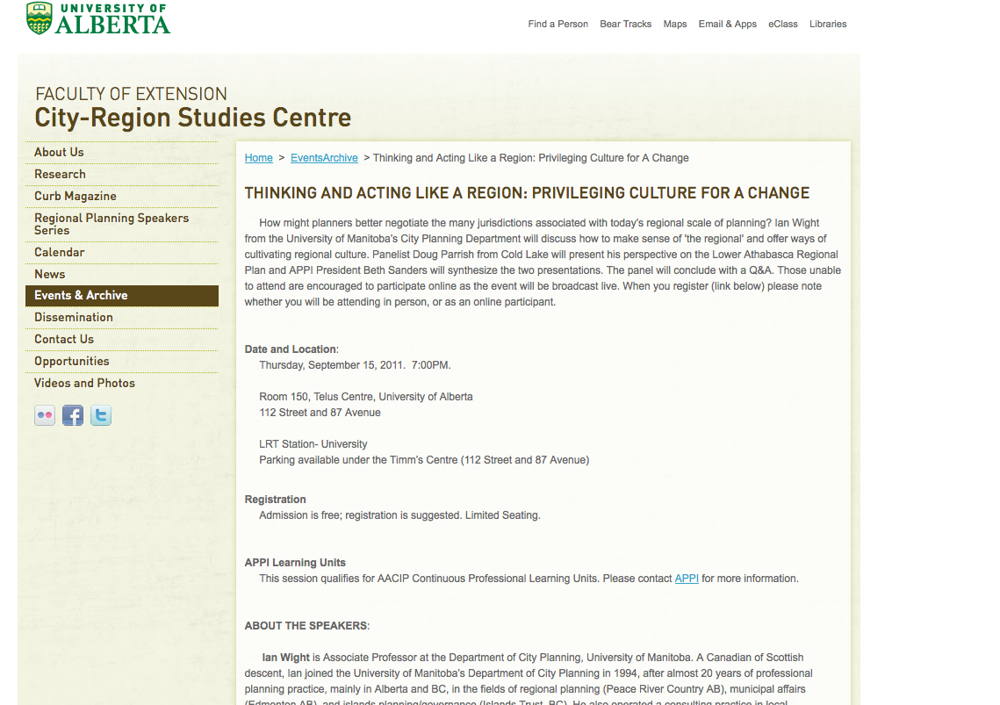 UNIVERSITY OF
ALBERTA
Find a Person Bear Tracks Maps Email & Apps eClass Libraries
FACULTY OF EXTENSION
City-Region Studies Centre
About Us
Research
Curb Magazine
Regional Planning Speakers
Series
Calendar
News
Events & Archive
Dissemination
Contact Us
Opportunities
Videos and Photos
Home > EventsArchive > Thinking and Acting Like a Region: Privileging Culture for A Change
THINKING AND ACTING LIKE A REGION: PRIVILEGING CULTURE FOR A CHANGE
How might planners better negotiate the many jurisdictions associated with today's regional scale of planning? Ian Wight
from the University of Manitoba's City Planning Department will discuss how to make sense of 'the regional' and offer ways of
cultivating regional culture. Panelist Doug Parrish from Cold Lake will present his perspective on the Lower Athabasca Regional
Plan and APPI President Beth Sanders will synthesize the two presentations. The panel will conclude with a Q&A. Those unable
to attend are encouraged to participate online as the event will be broadcast live. When you register (link below) please note
whether you will be attending in person, or as an online participant.
Date and Location:
Thursday, September 15, 2011. 7:00PM.
Room 150, Telus Centre, University of Alberta
112 Street and 87 Avenue
LRT Station- University
Parking available under the Timm's Centre (112 Street and 87 Avenue)
Registration
Admission is free; registration is suggested. Limited Seating.
APPI Learning Units
This session qualifies for AACIP Continuous Professional Learning Units. Please contact APPI for more information.
ABOUT THE SPEAKERS:
Ian Wight is Associate Professor at the Department of City Planning, University of Manitoba. A Canadian of Scottish
descent, Ian joined the University of Manitoba's Department of City Planning in 1994, after almost 20 years of professional
planning practice, mainly in Alberta and BC, in the fields of regional planning (Peace River Country AB), municipal affairs
(Edmonton AB), and islands planning/governance (Islands Trust, BC). He also operated a consulting practice in local